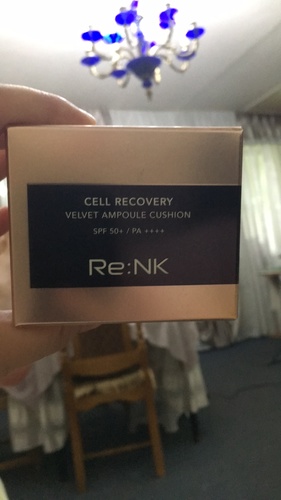 CELL RECOVERY
VELVET AMPOULE CUSHION
SPF 50+ / PA ++++
Re:NK